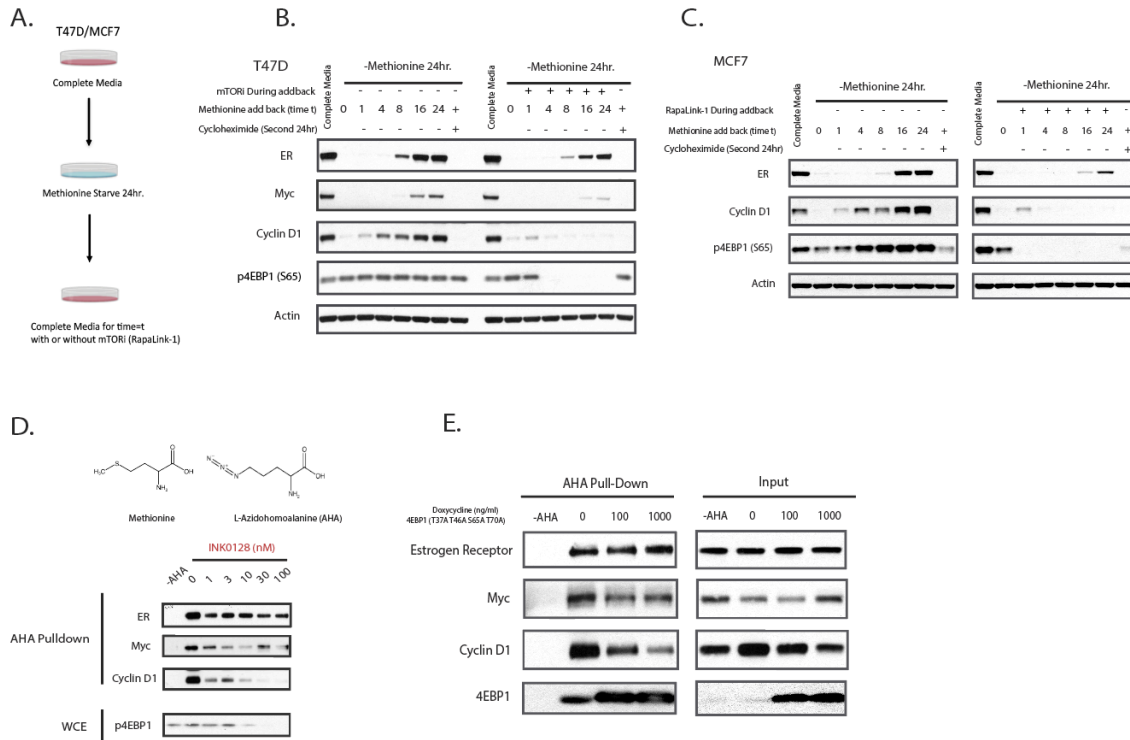 A.
T47D/MCF7
Complete Media
Methionine Starve 24hr.
Complete Media for time=t
with or without mTORi (RapaLink-1)
B.
T47D
Complete Media
-Methionine 24hr.
Complete Media
-Methionine 24hr.
mTORi During addback - - - - - - + + + + + -
Methionine add back (time t) 0 1 4 8 16 24 + 0 1 4 8 16 24 +
Cycloheximide (Second 24hr) - - - - - + - - - - - +
ER
Myc
Cyclin D1
p4EBP1 (S65)
Actin
C.
MCF7
Complete Media
-Methionine 24hr.
Complete Media
-Methionine 24hr.
RapaLink-1 During addback - - - - - - + + + + + -
Methionine add back (time t) 0 1 4 8 16 24 + 0 1 4 8 16 24 +
Cycloheximide (Second 24hr) - - - - - + - - - - - +
ER
Cyclin D1
p4EBP1 (S65)
Actin
D.
H3C S O OH NH2
N- N+ N O OH NH2
Methionine
L-Azidohomoalanine (AHA)
INK0128 (nM)
-AHA 0 1 3 10 30 100
AHA Pulldown
ER
Myc
Cyclin D1
WCE
p4EBP1
E.
AHA Pull-Down
Input
Doxycycline (ng/ml)
4EBP1 (T37A T46A S65A T70A)
-AHA 0 100 1000
-AHA 0 100 1000
Estrogen Receptor
Myc
Cyclin D1
4EBP1